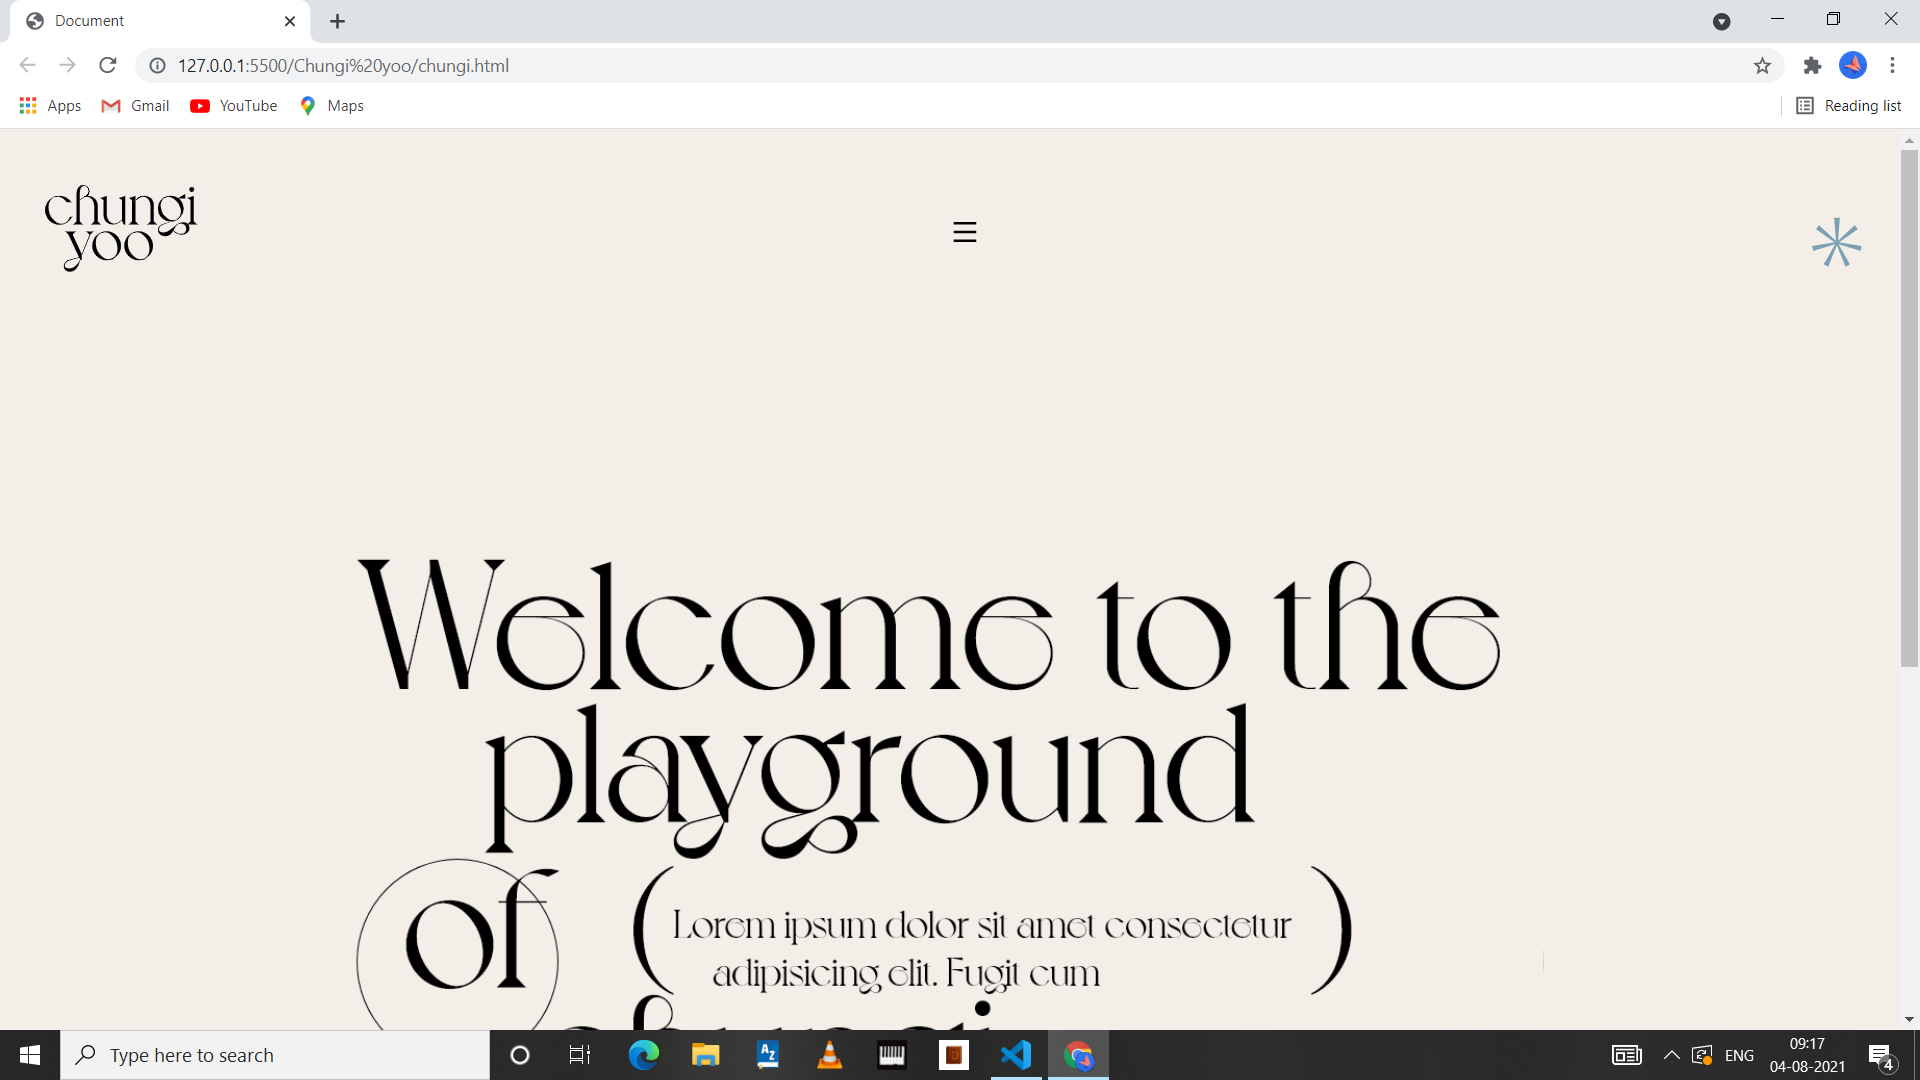 Document
127.0.0.1:5500/Chungi%20yoo/chungi.html
Apps Gmail YouTube Maps Reading list
chungi
yoo
Welcome to the
playground
of
Lorem ipsum dolor sit amet consectetur
adipisicing elit. Fugit cum
chungi
Type here to search
ENG
09:17
04-08-2021
4